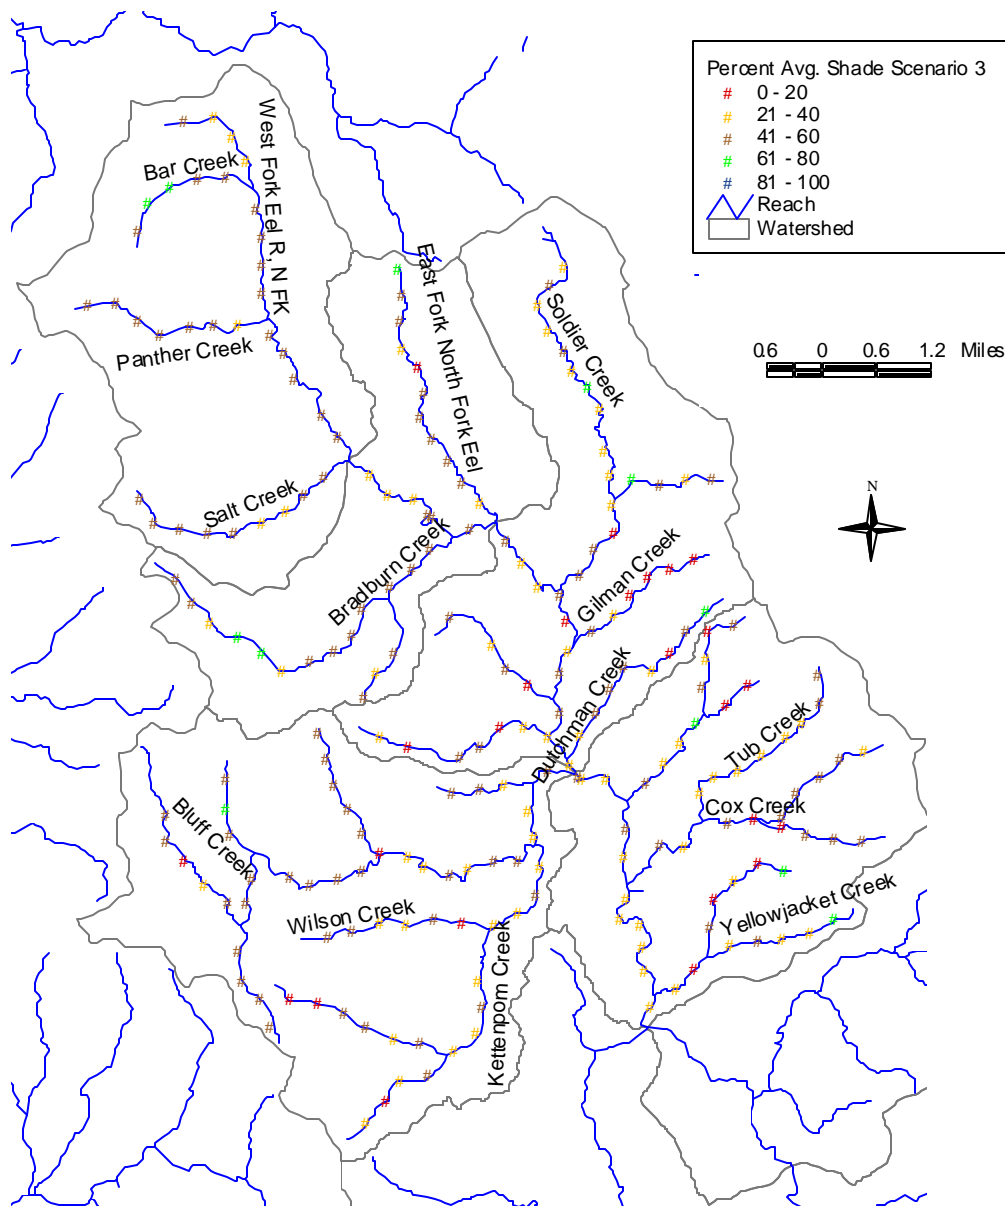 Percent Avg. Shade Scenario 3
# 0 - 20
# 21 - 40
# 41 - 60
# 61 - 80
# 81 - 100
Reach
Watershed
0.6 0 0.6 1.2 Miles
N
West Fork Eel R, N FK
Bar Creek
Panther Creek
East Fork North Fork Eel
Soldier Creek
Salt Creek
Bradburn Creek
Gilman Creek
Dutchman Creek
Tub Creek
Cox Creek
Bluff Creek
Wilson Creek
Yellowjacket Creek
Kettenpom Creek